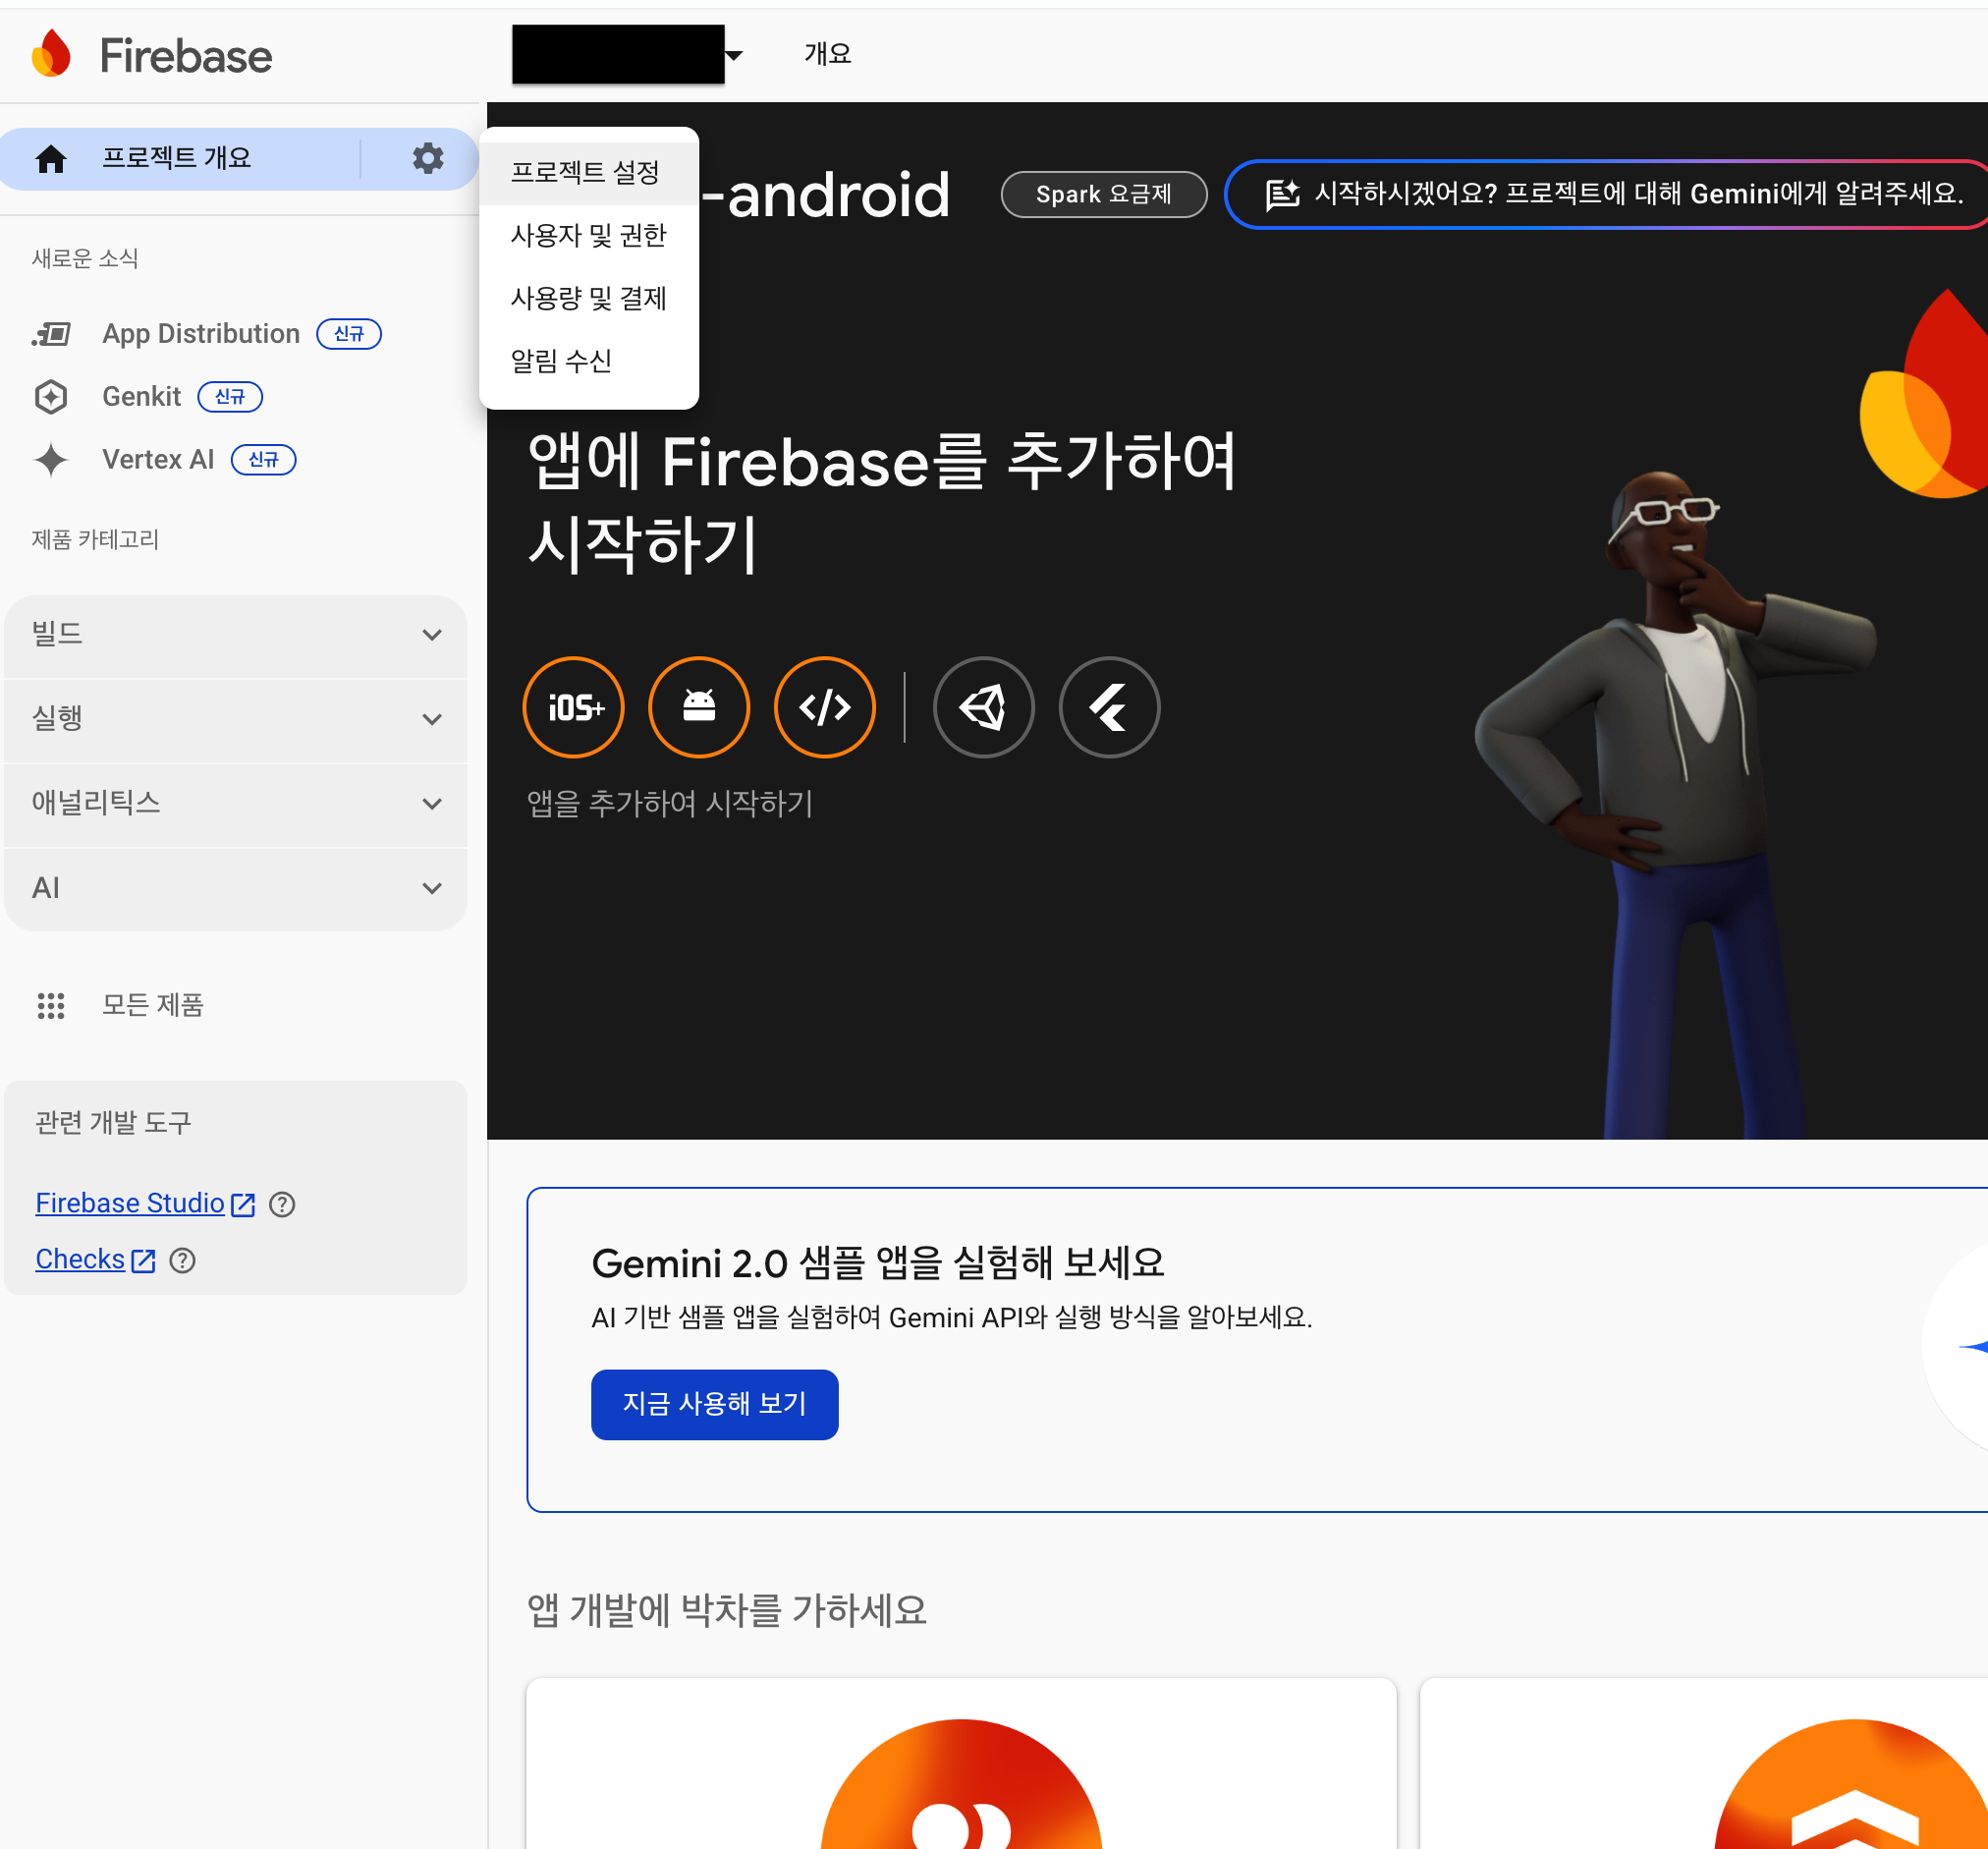 Firebase
개요
프로젝트 개요
프로젝트 설정
사용자 및 권한
사용량 및 결제
알림 수신
-android
Spark 요금제
시작하시겠어요? 프로젝트에 대해 Gemini에게 알려주세요.
새로운 소식
App Distribution 신규
Genkit 신규
Vertex AI 신규
제품 카테고리
빌드
실행
애널리틱스
AI
모든 제품
관련 개발 도구
Firebase Studio
Checks
앱에 Firebase를 추가하여
시작하기
iOS+
앱을 추가하여 시작하기
Gemini 2.0 샘플 앱을 실험해 보세요
AI 기반 샘플 앱을 실험하여 Gemini API와 실행 방식을 알아보세요.
지금 사용해 보기
앱 개발에 박차를 가하세요